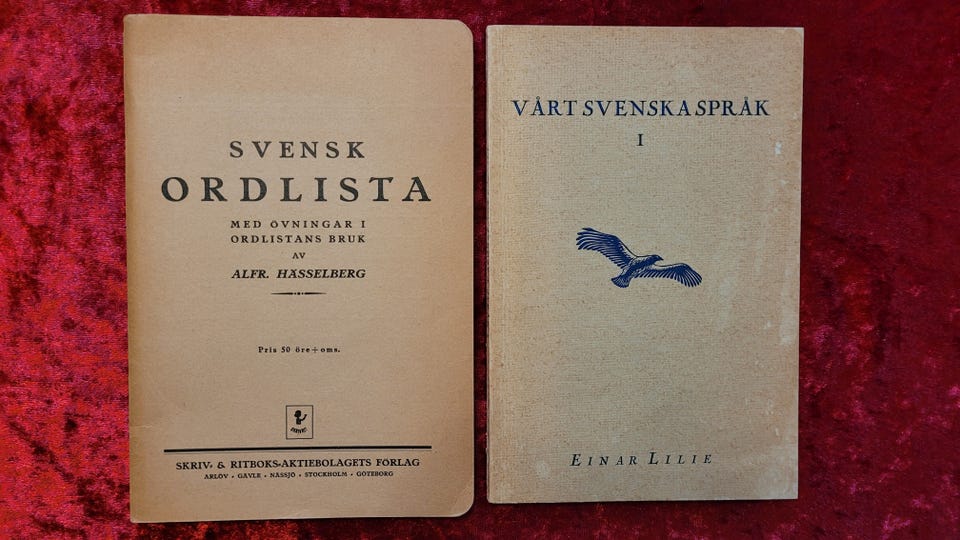 SVENSK
ORDLISTA
MED ÖVNINGAR I
ORDLISTANS BRUK
AV
ALFR. HÄSSELBERG
Pris 50 öre + oms.
SKRIV- & RITBOKS-AKTIEBOLAGETS FÖRLAG
ARLÖV · GÄVLE · NÄSSJÖ · STOCKHOLM · GÖTEBORG
VÅRT SVENSKA SPRÅK
I
EINAR LILIE